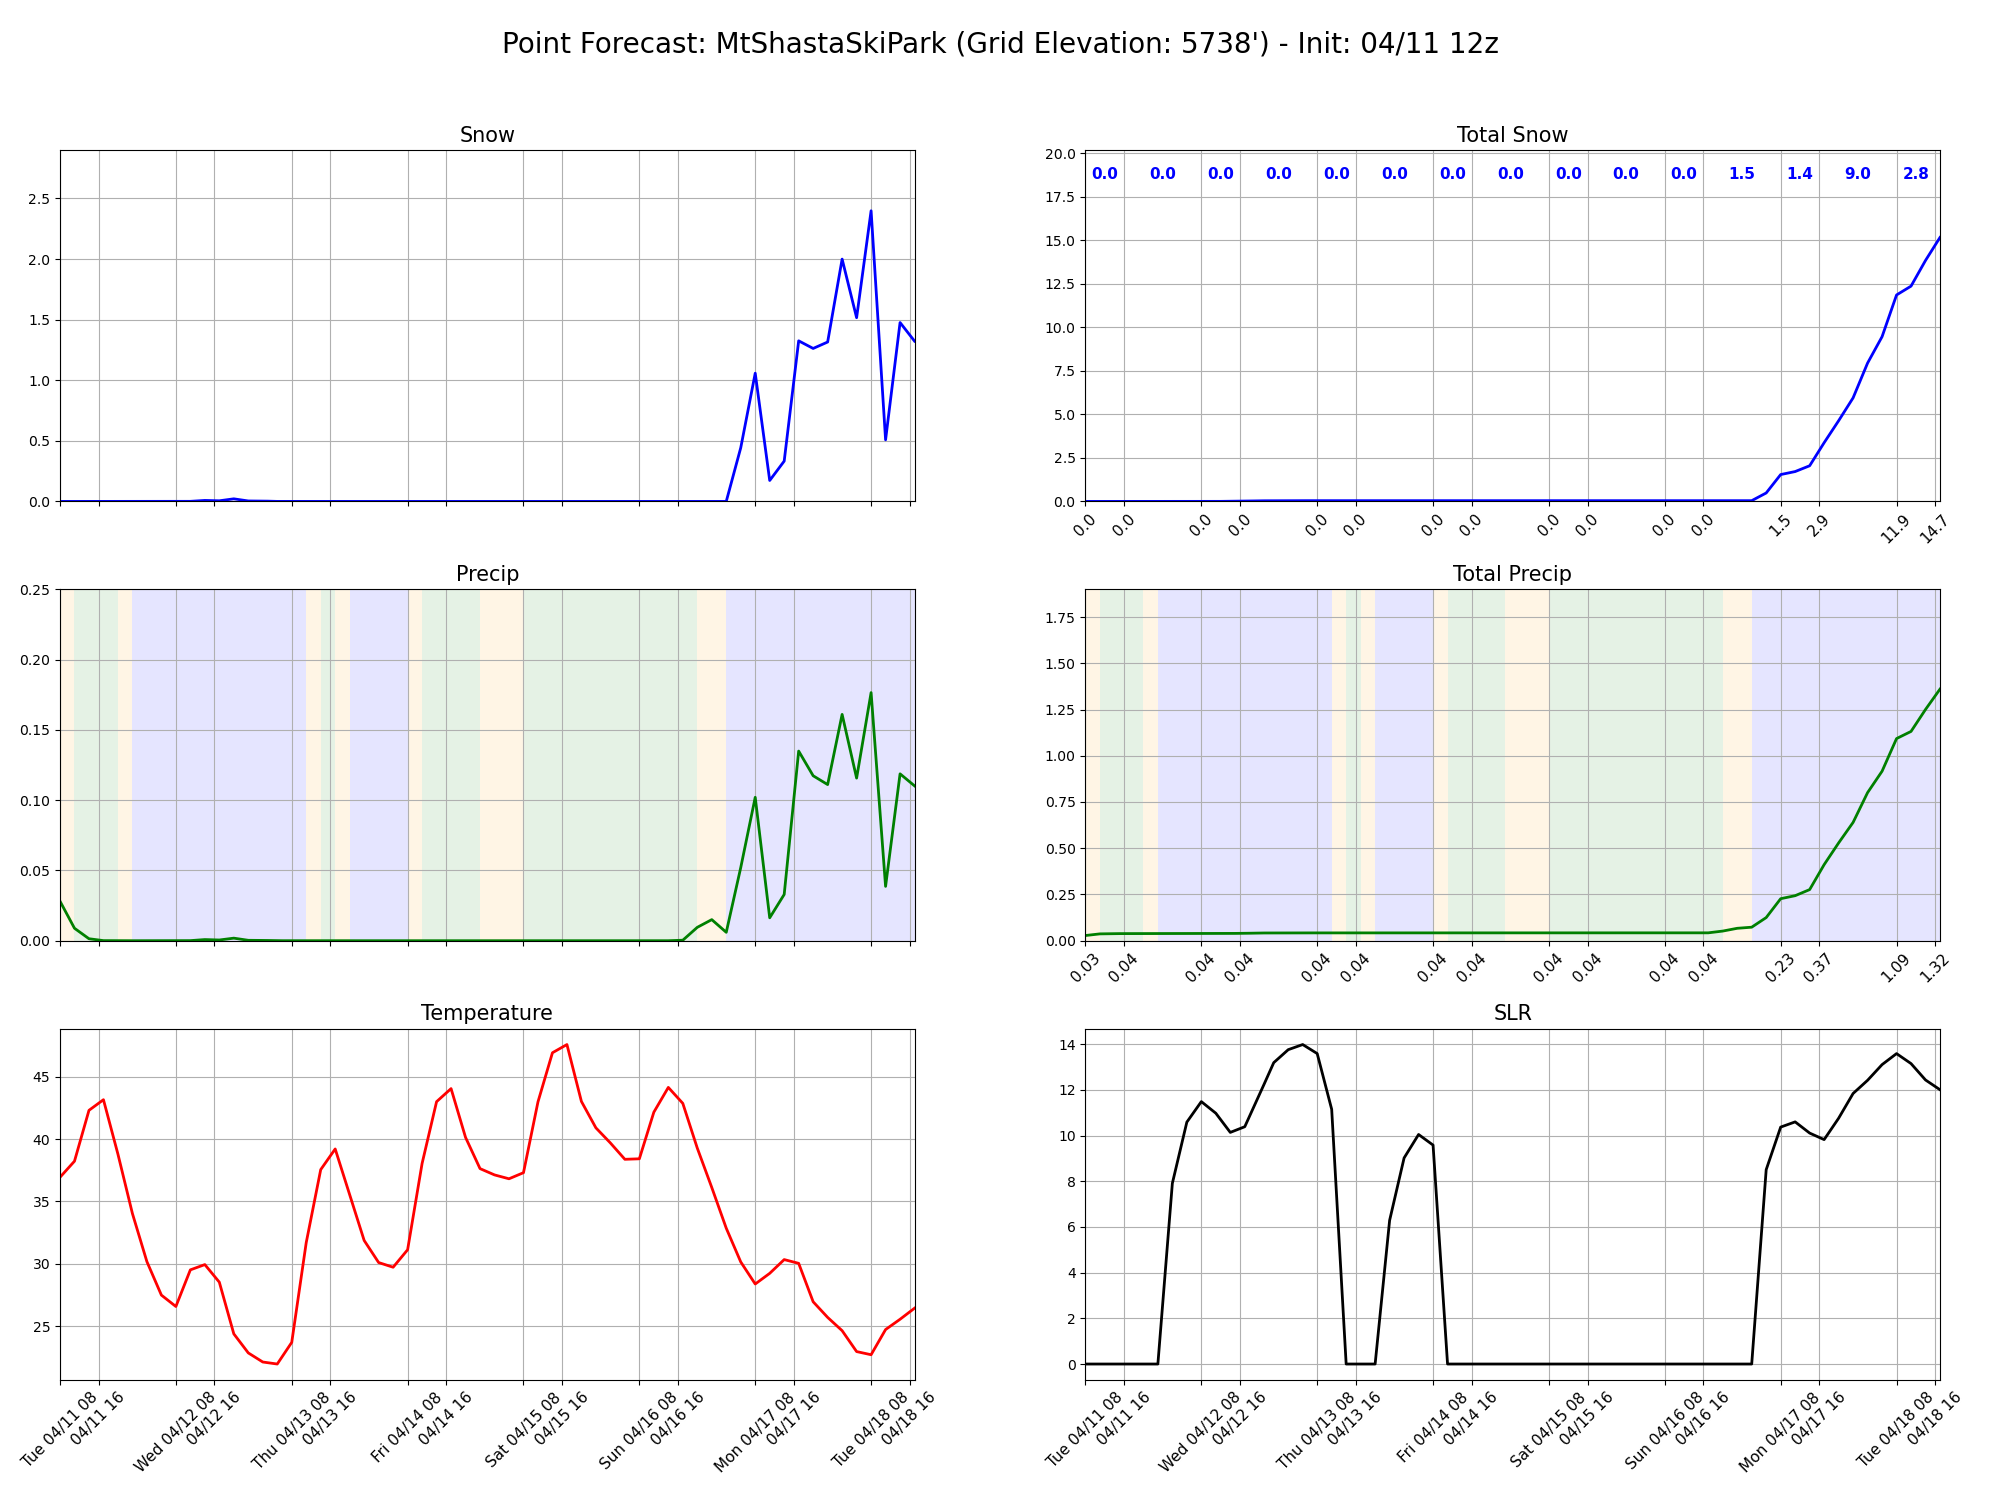 Point Forecast: MtShastaSkiPark (Grid Elevation: 5738') - Init: 04/11 12z
Snow
2.5
2.0
1.5
1.0
0.5
0.0
Total Snow
20.0
17.5
15.0
12.5
10.0
7.5
5.0
2.5
0.0
0.0 0.0 0.0 0.0 0.0 0.0 0.0 0.0 0.0 0.0 0.0 1.5 1.4 9.0 2.8
0.0 0.0 0.0 0.0 0.0 0.0 0.0 0.0 0.0 0.0 0.0 0.0 1.5 2.9 11.9 14.7
Precip
0.25
0.20
0.15
0.10
0.05
0.00
Total Precip
1.75
1.50
1.25
1.00
0.75
0.50
0.25
0.00
0.03 0.04 0.04 0.04 0.04 0.04 0.04 0.04 0.04 0.04 0.04 0.04 0.23 0.37 1.09 1.32
Temperature
45
40
35
30
25
Tue 04/11 08
04/11 16
Wed 04/12 08
04/12 16
Thu 04/13 08
04/13 16
Fri 04/14 08
04/14 16
Sat 04/15 08
04/15 16
Sun 04/16 08
04/16 16
Mon 04/17 08
04/17 16
Tue 04/18 08
04/18 16
SLR
14
12
10
8
6
4
2
0
Tue 04/11 08
04/11 16
Wed 04/12 08
04/12 16
Thu 04/13 08
04/13 16
Fri 04/14 08
04/14 16
Sat 04/15 08
04/15 16
Sun 04/16 08
04/16 16
Mon 04/17 08
04/17 16
Tue 04/18 08
04/18 16